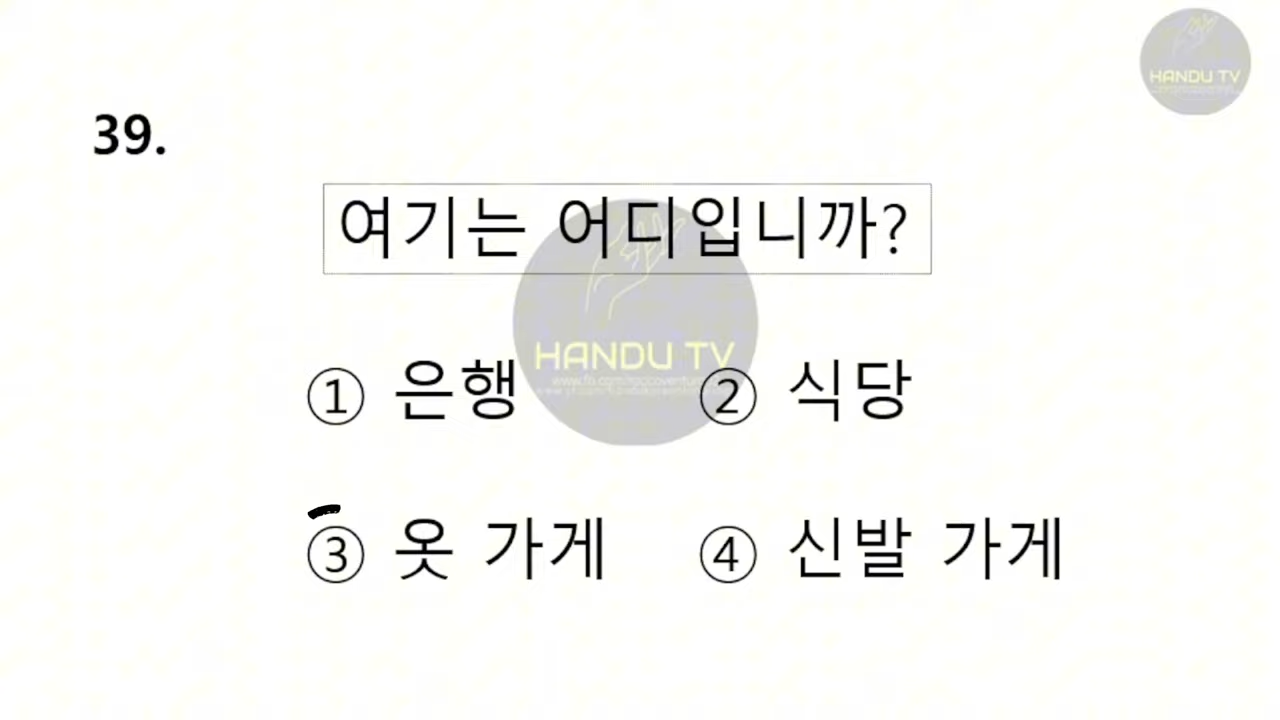 HANDU TV
39.
여기는 어디입니까?
HANDU TV
① 은행 ② 식당
③ 옷 가게 ④ 신발 가게